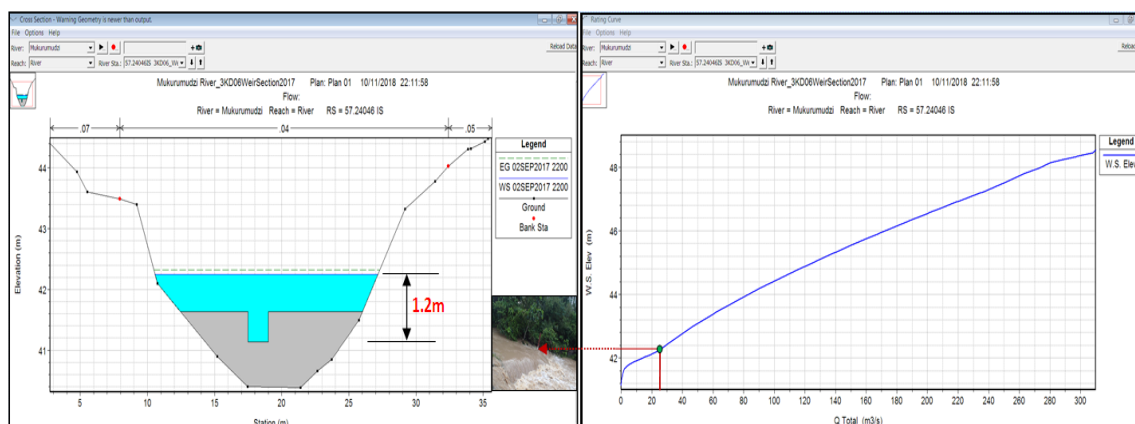 Cross Section - Warning Geometry is newer than output.
File Options Help
River: Mukurumudzi
Reload Data
Reach: River River Sta.: 57.24046IS 3KD06_We
Mukurumudzi River_3KD06WeirSection2017 Plan: Plan 01 10/11/2018 22:11:58
Flow:
River = Mukurumudzi Reach = River RS = 57.24046 IS
.07 .04 .05
Legend
EG 02SEP2017 2200
WS 02SEP2017 2200
Ground
Bank Sta
44
43
42
41
Elevation (m)
1.2m
5 10 15 20 25 30 35
Station (m)
Rating Curve
File Options Help
River: Mukurumudzi
Reload
Reach: River River Sta.: 57.24046IS 3KD06_We
Mukurumudzi River_3KD06WeirSection2017 Plan: Plan 01 10/11/2018 22:11:58
Flow:
River = Mukurumudzi Reach = River RS = 57.24046 IS
Legend
W.S. Elev
48
46
44
42
W.S. Elev (m)
0 20 40 60 80 100 120 140 160 180 200 220 240 260 280 300
Q Total (m3/s)